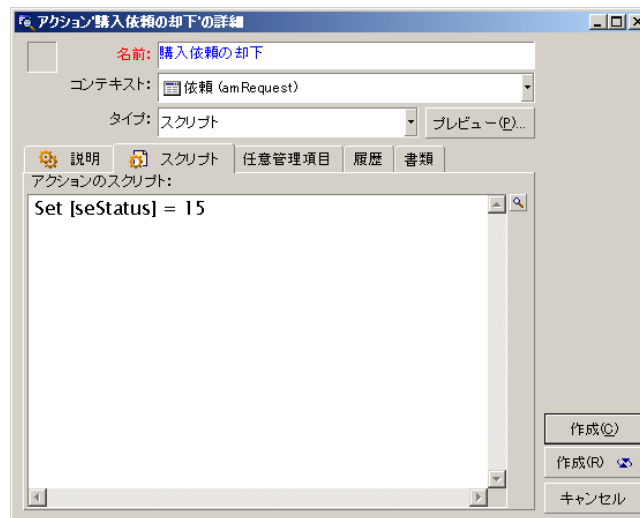 アクション'購入依頼の却下'の詳細
名前: 購入依頼の却下
コンテキスト: 依頼 (amRequest)
タイプ: スクリプト プレビュー(P)...
説明 スクリプト 任意管理項目 履歴 書類
アクションのスクリプト:
Set [seStatus] = 15
作成(C)
作成(R)
キャンセル